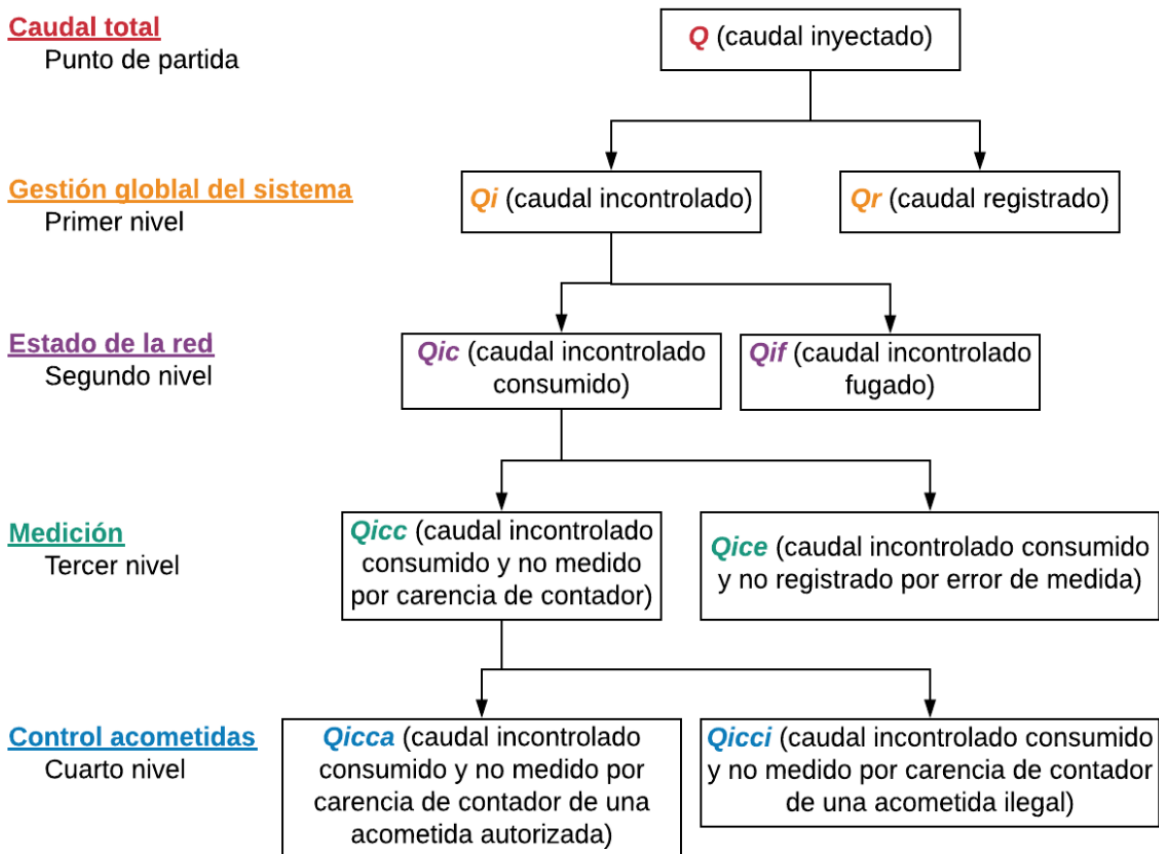 Caudal total
Punto de partida
Q (caudal inyectado)
Gestión globlal del sistema
Primer nivel
Qi (caudal incontrolado)
Qr (caudal registrado)
Estado de la red
Segundo nivel
Qic (caudal incontrolado
consumido)
Qif (caudal incontrolado
fugado)
Medición
Tercer nivel
Qicc (caudal incontrolado
consumido y no medido
por carencia de contador)
Qice (caudal incontrolado consumido
y no registrado por error de medida)
Control acometidas
Cuarto nivel
Qicca (caudal incontrolado
consumido y no medido por
carencia de contador de una
acometida autorizada)
Qicci (caudal incontrolado consumido
y no medido por carencia de contador
de una acometida ilegal)